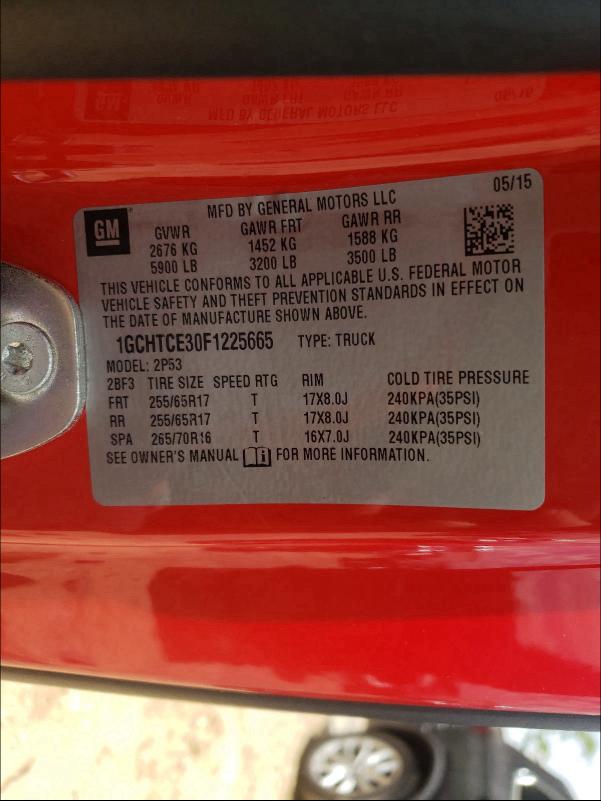 MFD BY GENERAL MOTORS LLC 05/15
GM
GVWR GAWR FRT GAWR RR
2676 KG 1452 KG 1588 KG
5900 LB 3200 LB 3500 LB
THIS VEHICLE CONFORMS TO ALL APPLICABLE U.S. FEDERAL MOTOR
VEHICLE SAFETY AND THEFT PREVENTION STANDARDS IN EFFECT ON
THE DATE OF MANUFACTURE SHOWN ABOVE.
1GCHTCE30F1225665 TYPE: TRUCK
MODEL: 2P53
2BF3 TIRE SIZE SPEED RTG RIM COLD TIRE PRESSURE
FRT 255/65R17 T 17X8.0J 240KPA(35PSI)
RR 255/65R17 T 17X8.0J 240KPA(35PSI)
SPA 265/70R16 T 16X7.0J 240KPA(35PSI)
SEE OWNER'S MANUAL FOR MORE INFORMATION.